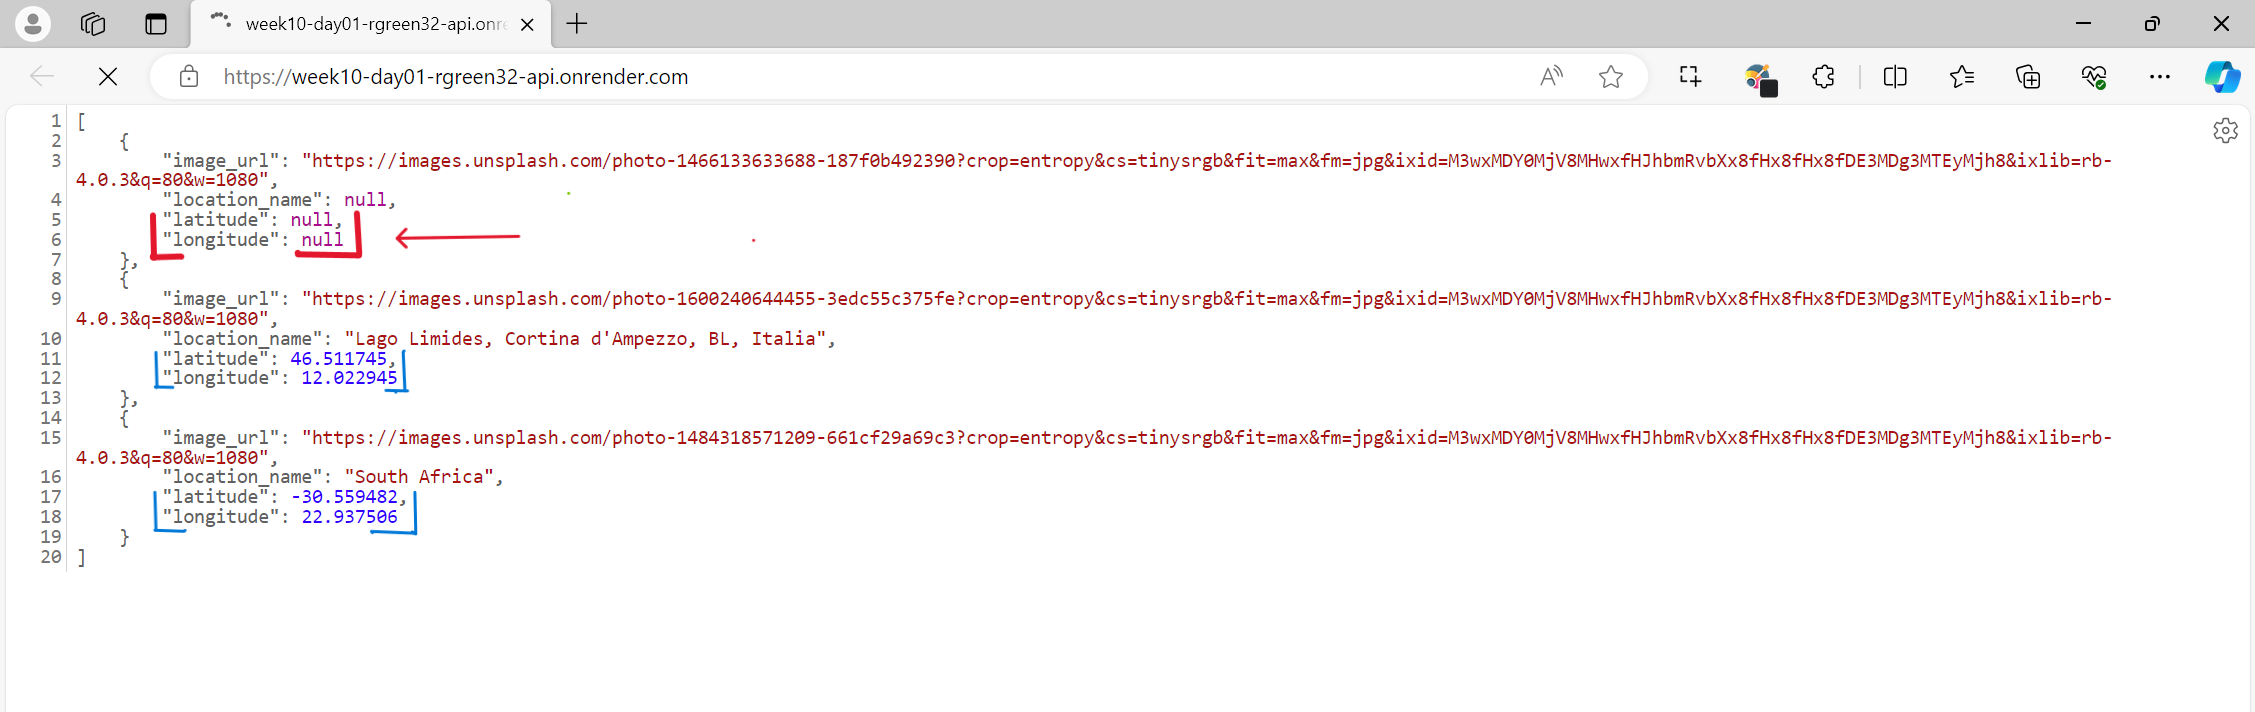 week10-day01-rgreen32-api.onre
https://week10-day01-rgreen32-api.onrender.com
1 [
2 {
3 "image_url": "https://images.unsplash.com/photo-1466133633688-187f0b492390?crop=entropy&cs=tinysrgb&fit=max&fm=jpg&ixid=M3wxMDY0MjV8MHwxfHJhbmRvbXx8fHx8fHx8fDE3MDg3MTEyMjh8&ixlib=rb-
4.0.3&q=80&w=1080",
4 "location_name": null,
5 "latitude": null,
6 "longitude": null
7 },
8 {
9 "image_url": "https://images.unsplash.com/photo-1600240644455-3edc55c375fe?crop=entropy&cs=tinysrgb&fit=max&fm=jpg&ixid=M3wxMDY0MjV8MHwxfHJhbmRvbXx8fHx8fHx8fDE3MDg3MTEyMjh8&ixlib=rb-
4.0.3&q=80&w=1080",
10 "location_name": "Lago Limides, Cortina d'Ampezzo, BL, Italia",
11 "latitude": 46.511745,
12 "longitude": 12.022945
13 },
14 {
15 "image_url": "https://images.unsplash.com/photo-1484318571209-661cf29a69c3?crop=entropy&cs=tinysrgb&fit=max&fm=jpg&ixid=M3wxMDY0MjV8MHwxfHJhbmRvbXx8fHx8fHx8fDE3MDg3MTEyMjh8&ixlib=rb-
4.0.3&q=80&w=1080",
16 "location_name": "South Africa",
17 "latitude": -30.559482,
18 "longitude": 22.937506
19 }
20 ]